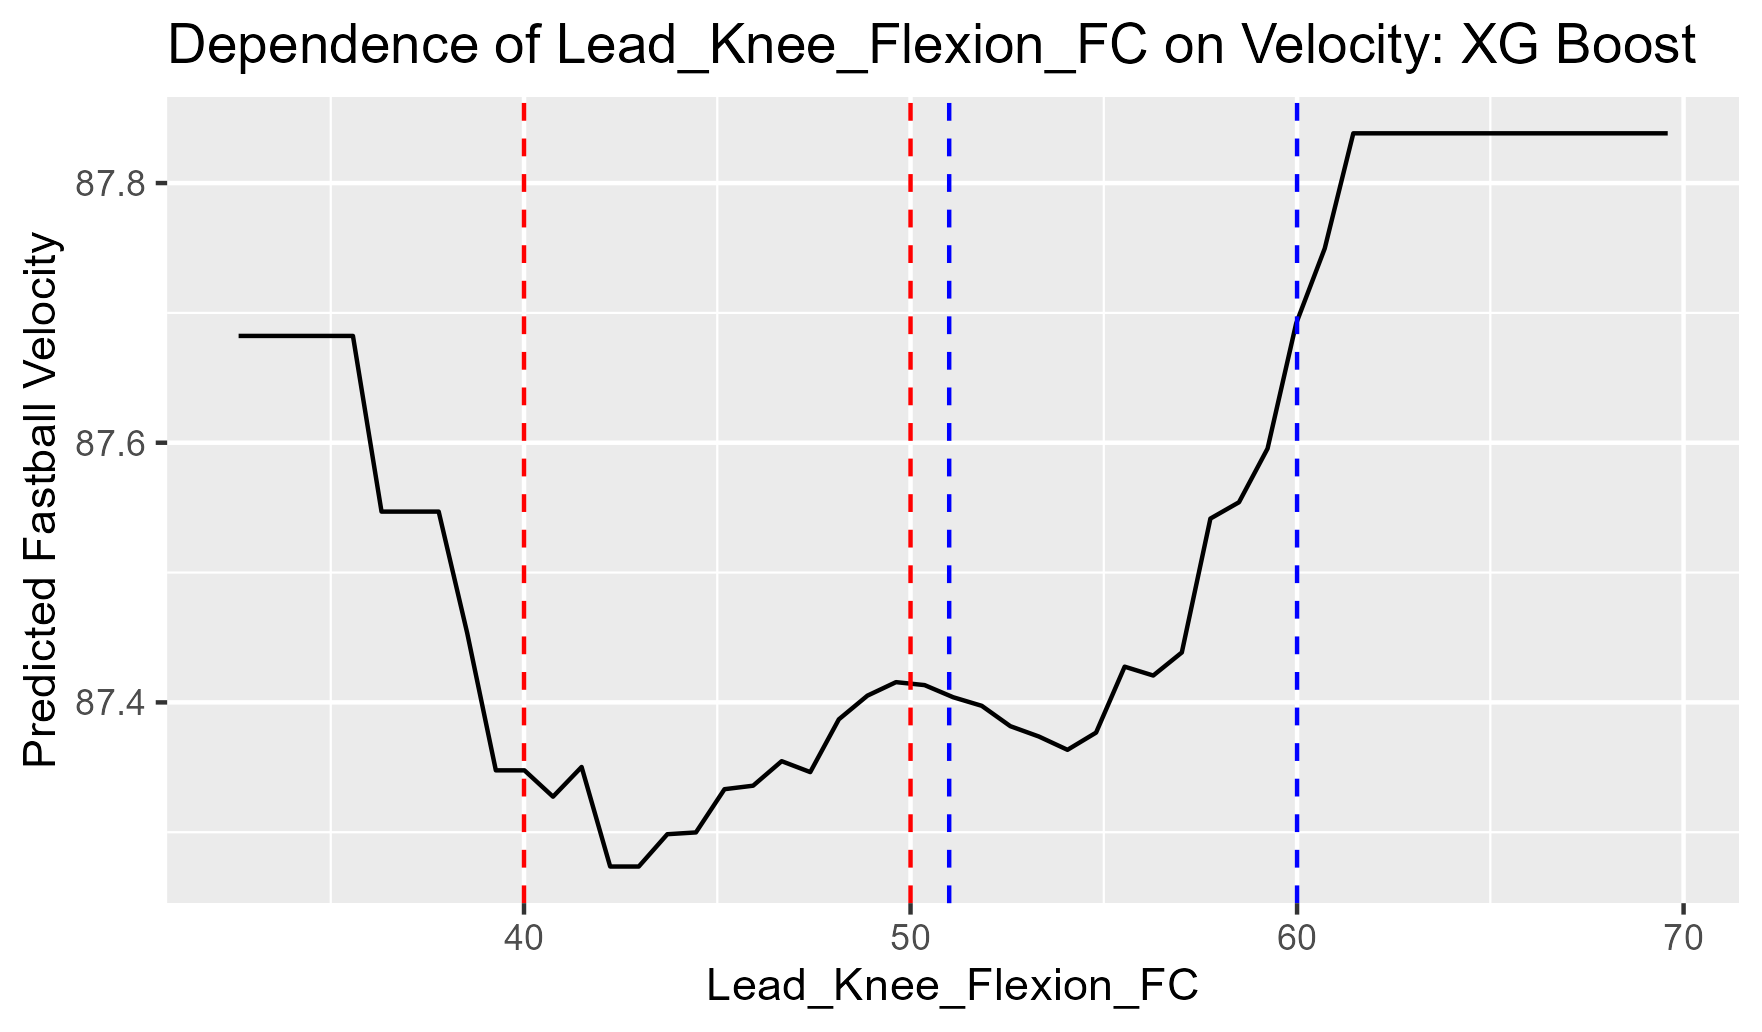 Dependence of Lead_Knee_Flexion_FC on Velocity: XG Boost
Predicted Fastball Velocity
87.8
87.6
87.4
40 50 60 70
Lead_Knee_Flexion_FC